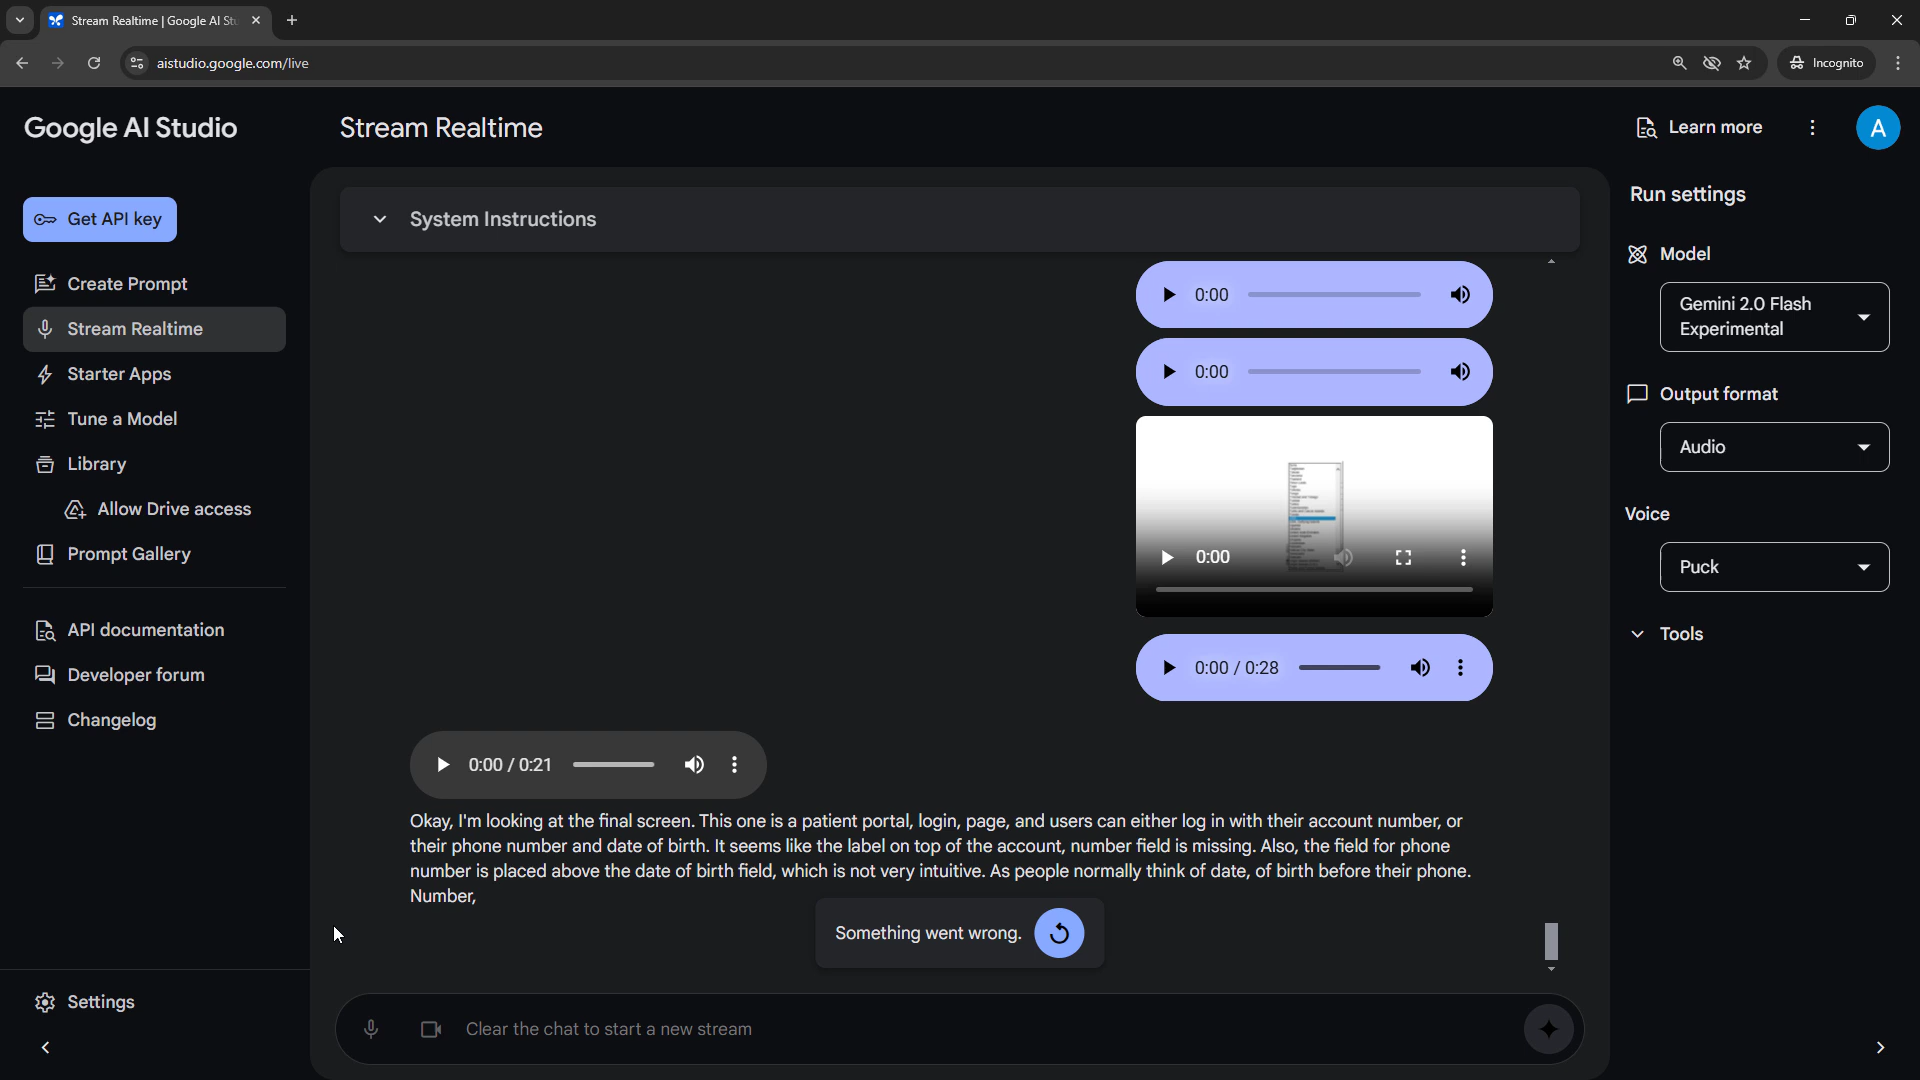 Stream Realtime | Google AI Stu
aistudio.google.com/live
Incognito
Google AI Studio
Stream Realtime
Learn more
A
Get API key
Create Prompt
Stream Realtime
Starter Apps
Tune a Model
Library
Allow Drive access
Prompt Gallery
API documentation
Developer forum
Changelog
Settings
System Instructions
0:00
0:00
0:00
0:00 / 0:28
0:00 / 0:21
Okay, I'm looking at the final screen. This one is a patient portal, login, page, and users can either log in with their account number, or
their phone number and date of birth. It seems like the label on top of the account, number field is missing. Also, the field for phone
number is placed above the date of birth field, which is not very intuitive. As people normally think of date, of birth before their phone.
Number,
Something went wrong.
Clear the chat to start a new stream
Run settings
Model
Gemini 2.0 Flash
Experimental
Output format
Audio
Voice
Puck
Tools